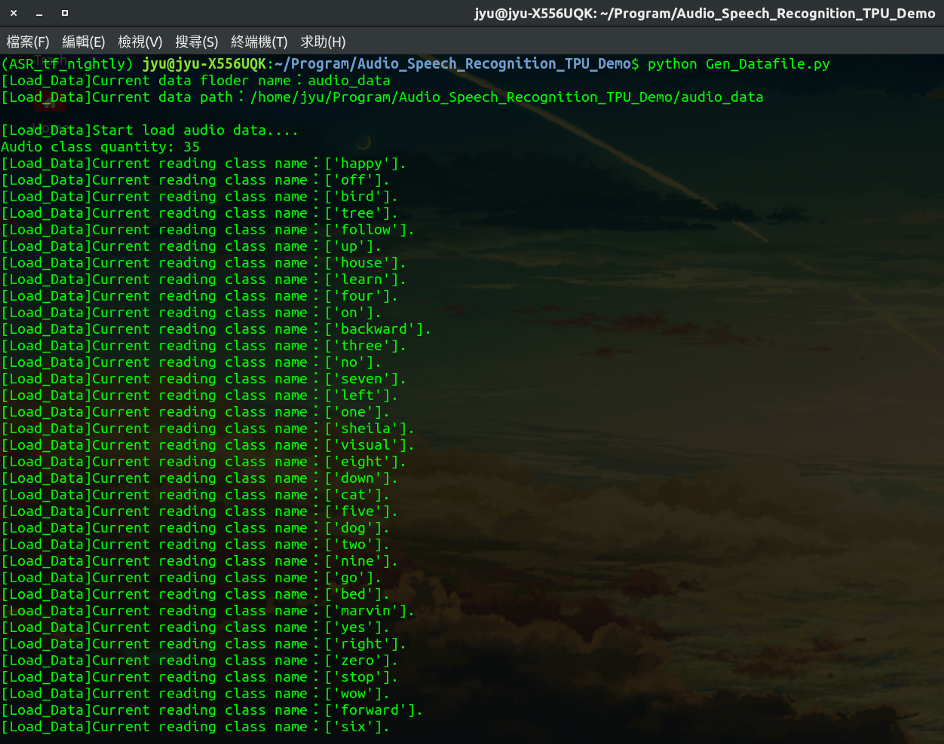 jyu@jyu-X556UQK: ~/Program/Audio_Speech_Recognition_TPU_Demo
檔案(F) 編輯(E) 檢視(V) 搜尋(S) 終端機(T) 求助(H)
(ASR_tf_nightly) jyu@jyu-X556UQK:~/Program/Audio_Speech_Recognition_TPU_Demo$ python Gen_Datafile.py
[Load_Data]Current data floder name：audio_data
[Load_Data]Current data path：/home/jyu/Program/Audio_Speech_Recognition_TPU_Demo/audio_data
[Load_Data]Start load audio data....
Audio class quantity: 35
[Load_Data]Current reading class name：['happy'].
[Load_Data]Current reading class name：['off'].
[Load_Data]Current reading class name：['bird'].
[Load_Data]Current reading class name：['tree'].
[Load_Data]Current reading class name：['follow'].
[Load_Data]Current reading class name：['up'].
[Load_Data]Current reading class name：['house'].
[Load_Data]Current reading class name：['learn'].
[Load_Data]Current reading class name：['four'].
[Load_Data]Current reading class name：['on'].
[Load_Data]Current reading class name：['backward'].
[Load_Data]Current reading class name：['three'].
[Load_Data]Current reading class name：['no'].
[Load_Data]Current reading class name：['seven'].
[Load_Data]Current reading class name：['left'].
[Load_Data]Current reading class name：['one'].
[Load_Data]Current reading class name：['sheila'].
[Load_Data]Current reading class name：['visual'].
[Load_Data]Current reading class name：['eight'].
[Load_Data]Current reading class name：['down'].
[Load_Data]Current reading class name：['cat'].
[Load_Data]Current reading class name：['five'].
[Load_Data]Current reading class name：['dog'].
[Load_Data]Current reading class name：['two'].
[Load_Data]Current reading class name：['nine'].
[Load_Data]Current reading class name：['go'].
[Load_Data]Current reading class name：['bed'].
[Load_Data]Current reading class name：['marvin'].
[Load_Data]Current reading class name：['yes'].
[Load_Data]Current reading class name：['right'].
[Load_Data]Current reading class name：['zero'].
[Load_Data]Current reading class name：['stop'].
[Load_Data]Current reading class name：['wow'].
[Load_Data]Current reading class name：['forward'].
[Load_Data]Current reading class name：['six'].